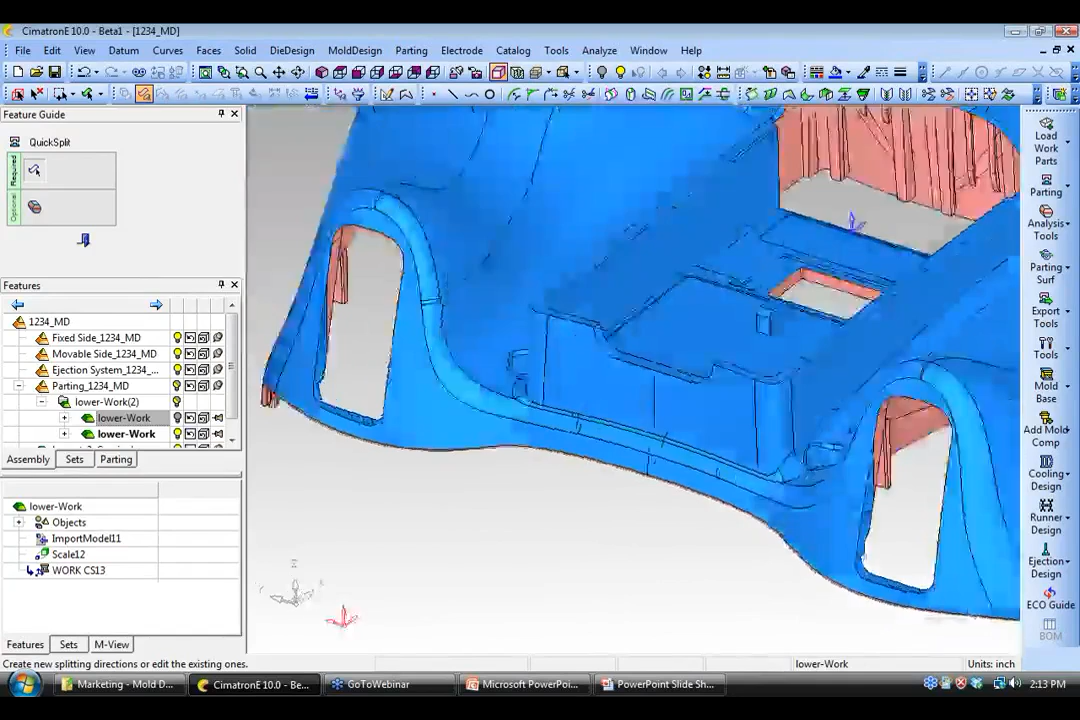 CimatronE 10.0 - Beta1 - [1234_MD]
File Edit View Datum Curves Faces Solid DieDesign MoldDesign Parting Electrode Catalog Tools Analyze Window Help
Feature Guide
QuickSplit
Required
Optional
Features
1234_MD
Fixed Side_1234_MD
Movable Side_1234_MD
Ejection System_1234_...
Parting_1234_MD
lower-Work(2)
lower-Work
lower-Work
Assembly Sets Parting
lower-Work
Objects
ImportModel11
Scale12
WORK CS13
Features Sets M-View
Load
Work
Parts
Parting
Analysis
Tools
Parting
Surf
Export
Tools
Tools
Mold
Base
Add Mold
Comp
Cooling
Design
Runner
Design
Ejection
Design
ECO Guide
BOM
Z
Create new splitting directions or edit the existing ones.
lower-Work
Units: inch
Marketing - Mold D...
CimatronE 10.0 - Be...
GoToWebinar
Microsoft PowerPo...
PowerPoint Slide Sh...
2:13 PM